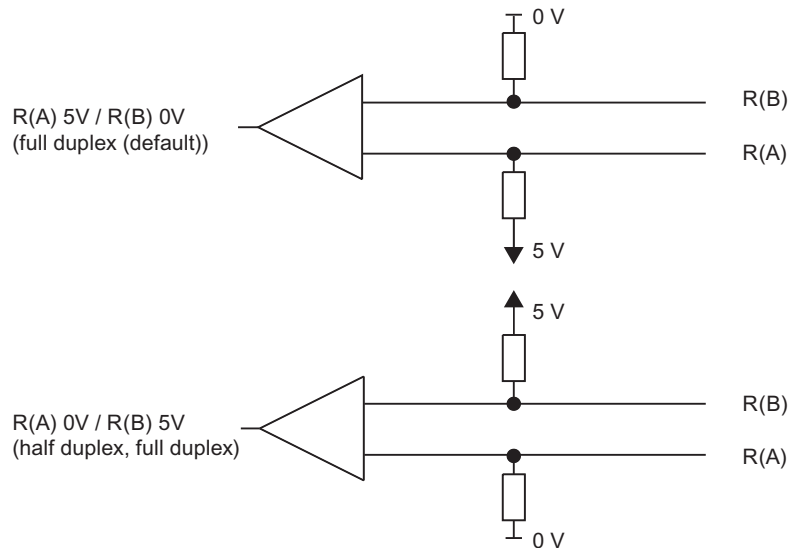 0 V
R(B)
R(A) 5V / R(B) 0V
(full duplex (default))
R(A)
5 V
5 V
R(B)
R(A) 0V / R(B) 5V
(half duplex, full duplex)
R(A)
0 V